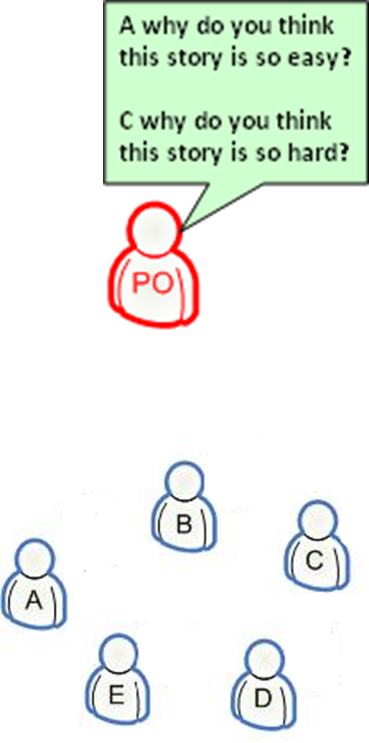 A why do you think
this story is so easy?
C why do you think
this story is so hard?
PO
B
C
A
E
D